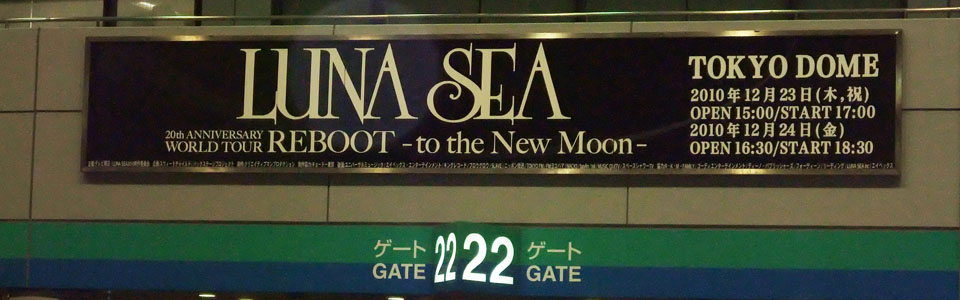 LUNA SEA
20th ANNIVERSARY
WORLD TOUR REBOOT -to the New Moon-
TOKYO DOME
2010年12月23日(木,祝)
OPEN 15:00/START 17:00
2010年12月24日(金)
OPEN 16:30/START 18:30
ゲート 22 22 ゲート
GATE GATE